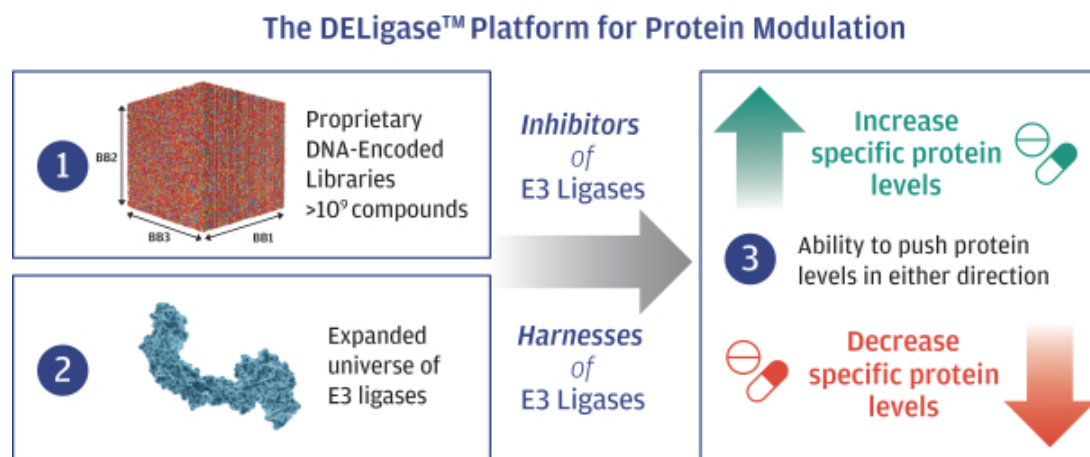 The DELigase™ Platform for Protein Modulation
1
BB2
BB3
BB1
Proprietary
DNA-Encoded
Libraries
>10⁹ compounds
2
Expanded
universe of
E3 ligases
Inhibitors
of
E3 Ligases
Harnesses
of
E3 Ligases
Increase
specific protein
levels
3
Ability to push protein
levels in either direction
Decrease
specific protein
levels